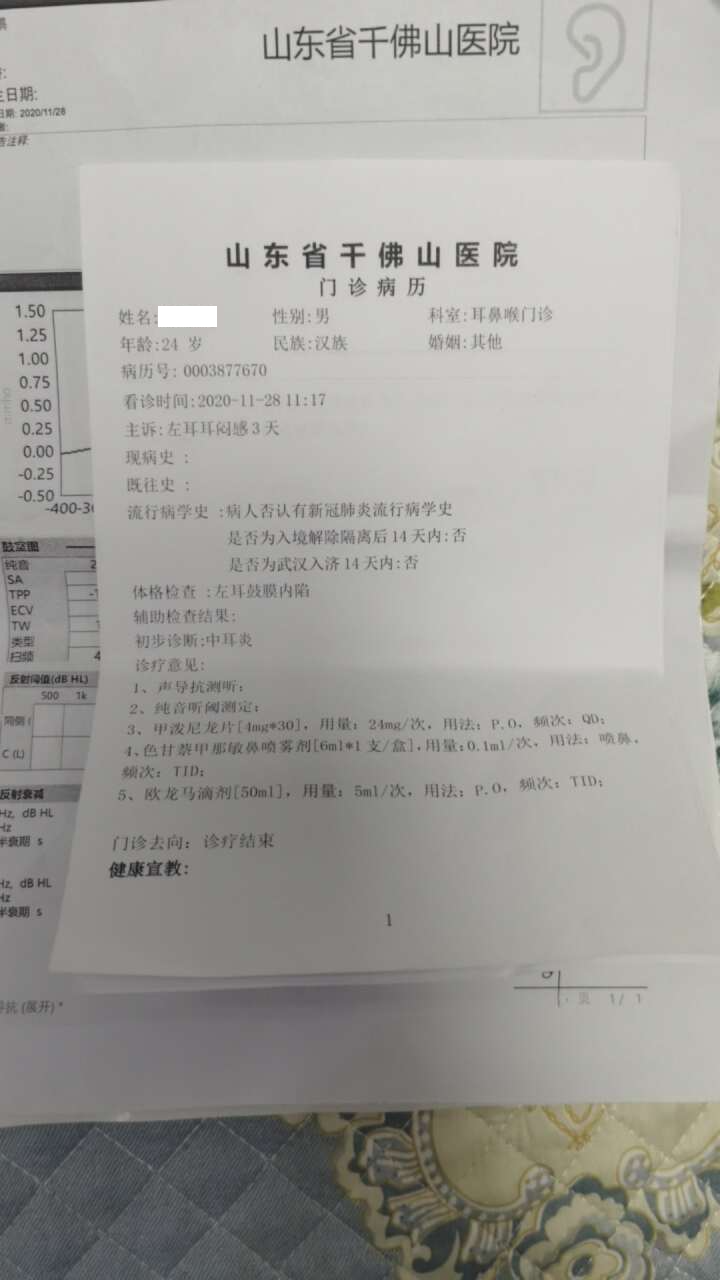 山东省千佛山医院
生日期:
日期: 2020/11/28
告注释:
山东省千佛山医院
门诊病历
姓名:
性别:男
科室:耳鼻喉门诊
年龄:24 岁
民族:汉族
婚姻:其他
病历号: 0003877670
看诊时间:2020-11-28 11:17
主诉:左耳耳闷感3天
现病史 :
既往史 :
流行病学史 :病人否认有新冠肺炎流行病学史
是否为入境解除隔离后14天内:否
是否为武汉入济14天内:否
体格检查 :左耳鼓膜内陷
辅助检查结果:
初步诊断:中耳炎
诊疗意见:
1、声导抗测听;
2、纯音听阈测定;
3、甲泼尼龙片[4mg*30], 用量: 24mg/次, 用法: P.O, 频次: QD;
4、色甘萘甲那敏鼻喷雾剂[6ml*1支/盒],用量:0.1ml/次, 用法: 喷鼻,
频次: TID;
5、欧龙马滴剂[50ml], 用量: 5ml/次, 用法: P.O, 频次: TID;
门诊去向: 诊疗结束
健康宣教:
1
1.50
1.25
1.00
0.75
0.50
0.25
0.00
-0.25
-0.50
-400-30
鼓室图
纯音
SA
TPP
ECV
TW
类型
扫频
反射阈值(dB HL)
500 1k
同侧 (
C (L)
反射衰减
Hz, dB HL
Hz
半衰期 s
Hz, dB HL
Hz
半衰期 s
导抗 (展开) *
页 1/ 1